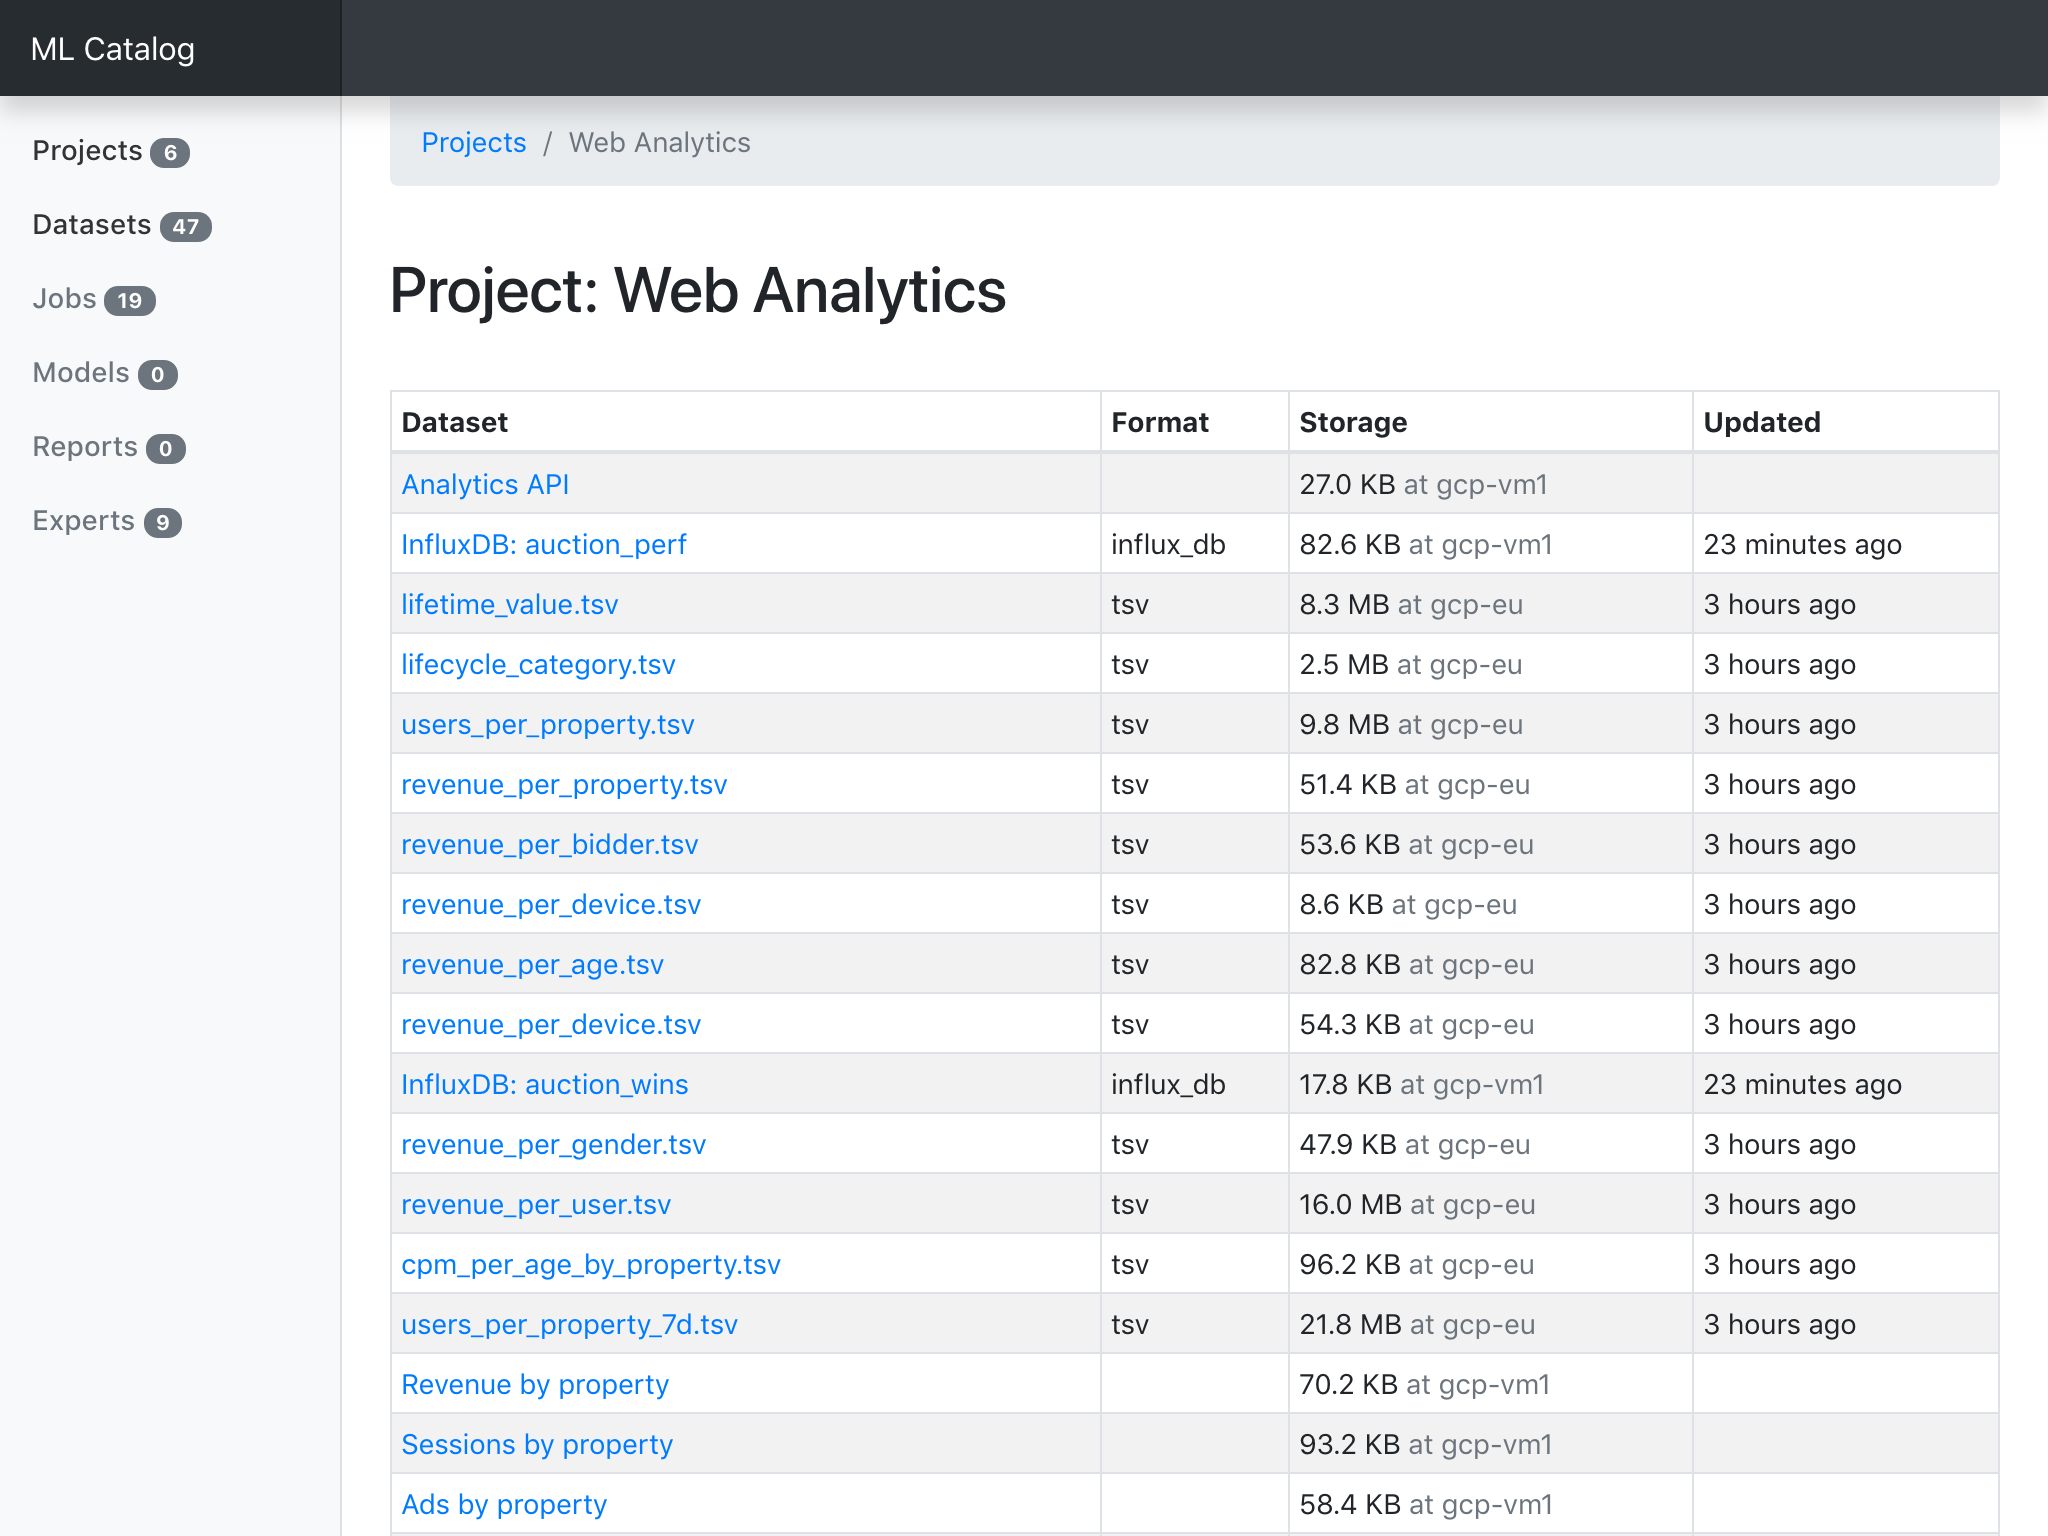 ML Catalog
Projects 6
Datasets 47
Jobs 19
Models 0
Reports 0
Experts 9
Projects / Web Analytics
Project: Web Analytics
Dataset Format Storage Updated
Analytics API 27.0 KB at gcp-vm1
InfluxDB: auction_perf influx_db 82.6 KB at gcp-vm1 23 minutes ago
lifetime_value.tsv tsv 8.3 MB at gcp-eu 3 hours ago
lifecycle_category.tsv tsv 2.5 MB at gcp-eu 3 hours ago
users_per_property.tsv tsv 9.8 MB at gcp-eu 3 hours ago
revenue_per_property.tsv tsv 51.4 KB at gcp-eu 3 hours ago
revenue_per_bidder.tsv tsv 53.6 KB at gcp-eu 3 hours ago
revenue_per_device.tsv tsv 8.6 KB at gcp-eu 3 hours ago
revenue_per_age.tsv tsv 82.8 KB at gcp-eu 3 hours ago
revenue_per_device.tsv tsv 54.3 KB at gcp-eu 3 hours ago
InfluxDB: auction_wins influx_db 17.8 KB at gcp-vm1 23 minutes ago
revenue_per_gender.tsv tsv 47.9 KB at gcp-eu 3 hours ago
revenue_per_user.tsv tsv 16.0 MB at gcp-eu 3 hours ago
cpm_per_age_by_property.tsv tsv 96.2 KB at gcp-eu 3 hours ago
users_per_property_7d.tsv tsv 21.8 MB at gcp-eu 3 hours ago
Revenue by property 70.2 KB at gcp-vm1
Sessions by property 93.2 KB at gcp-vm1
Ads by property 58.4 KB at gcp-vm1